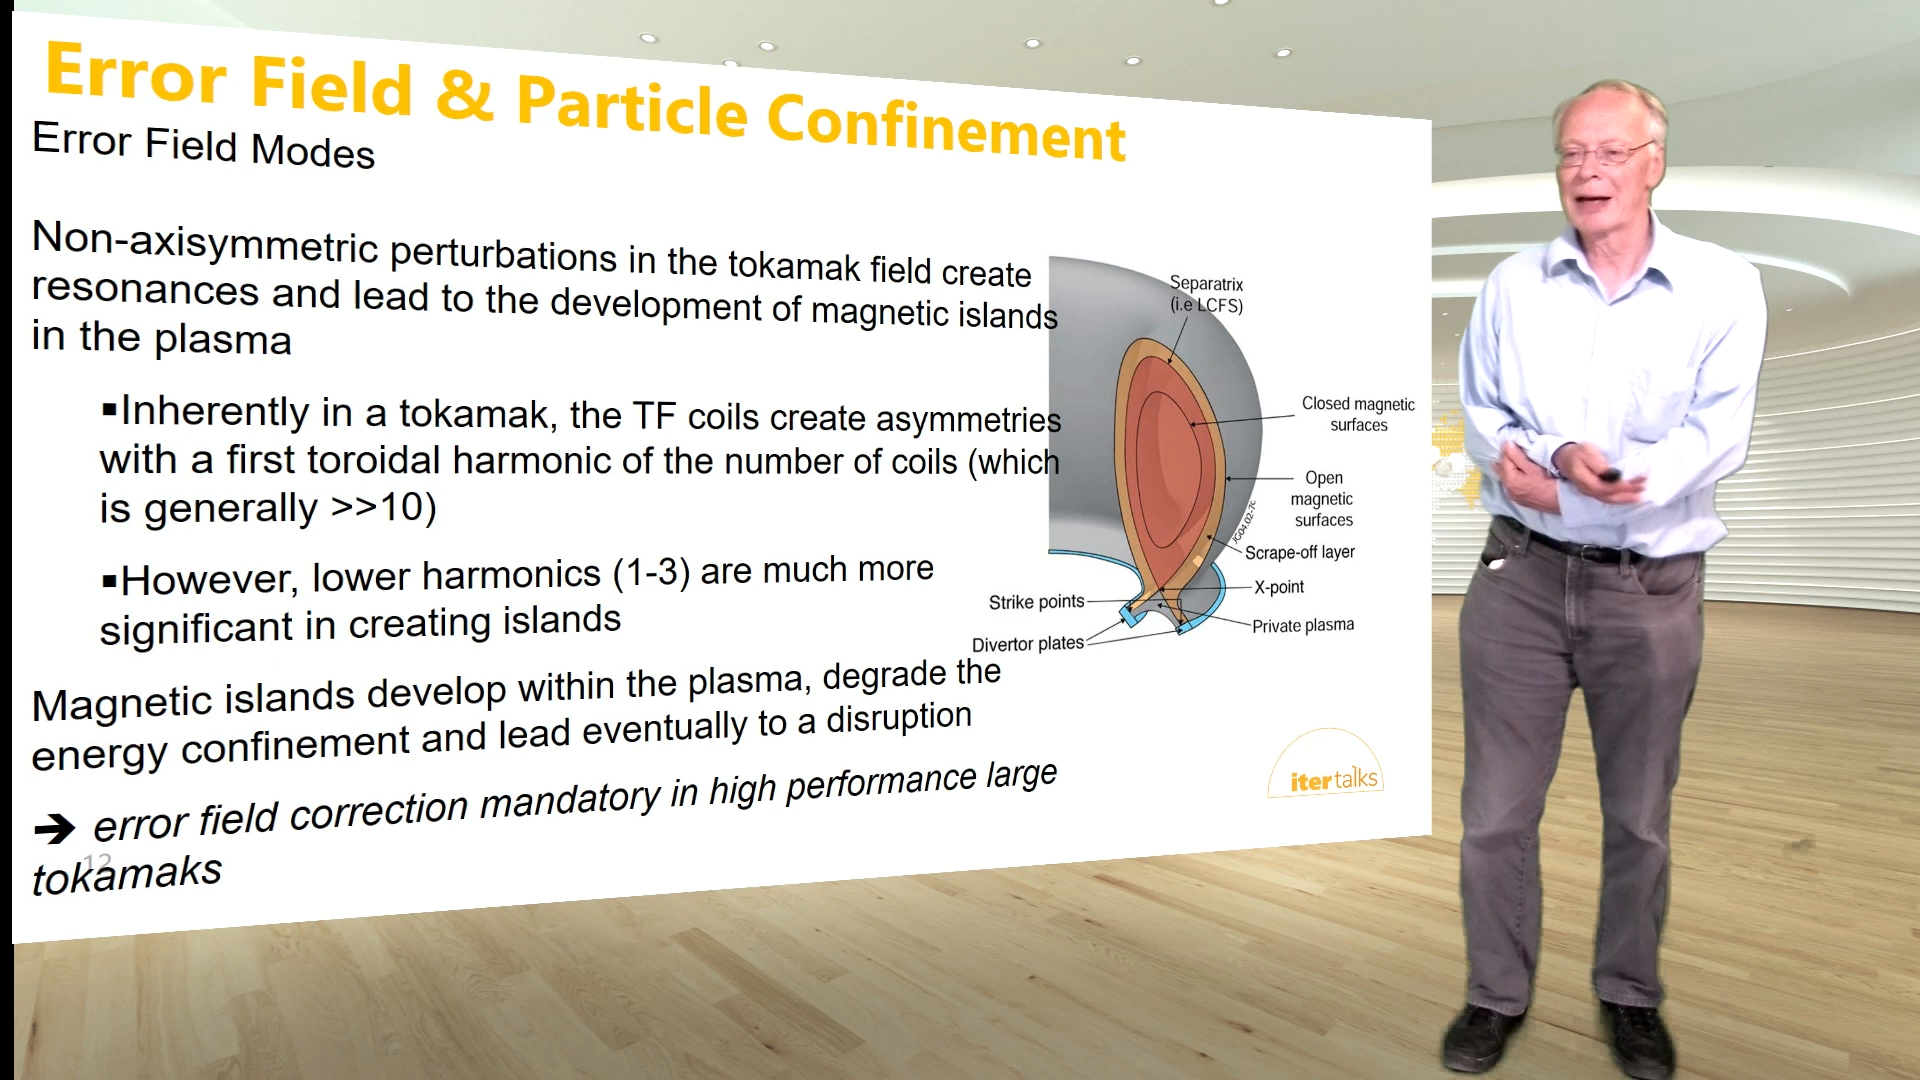 Error Field & Particle Confinement
Error Field Modes
Non-axisymmetric perturbations in the tokamak field create
resonances and lead to the development of magnetic islands
in the plasma
▪Inherently in a tokamak, the TF coils create asymmetries
with a first toroidal harmonic of the number of coils (which
is generally >>10)
▪However, lower harmonics (1-3) are much more
significant in creating islands
Magnetic islands develop within the plasma, degrade the
energy confinement and lead eventually to a disruption
➔ error field correction mandatory in high performance large
tokamaks
12
Separatrix
(i.e LCFS)
Closed magnetic
surfaces
Open
magnetic
surfaces
JG04.02-7c
Scrape-off layer
X-point
Private plasma
Strike points
Divertor plates
iter talks